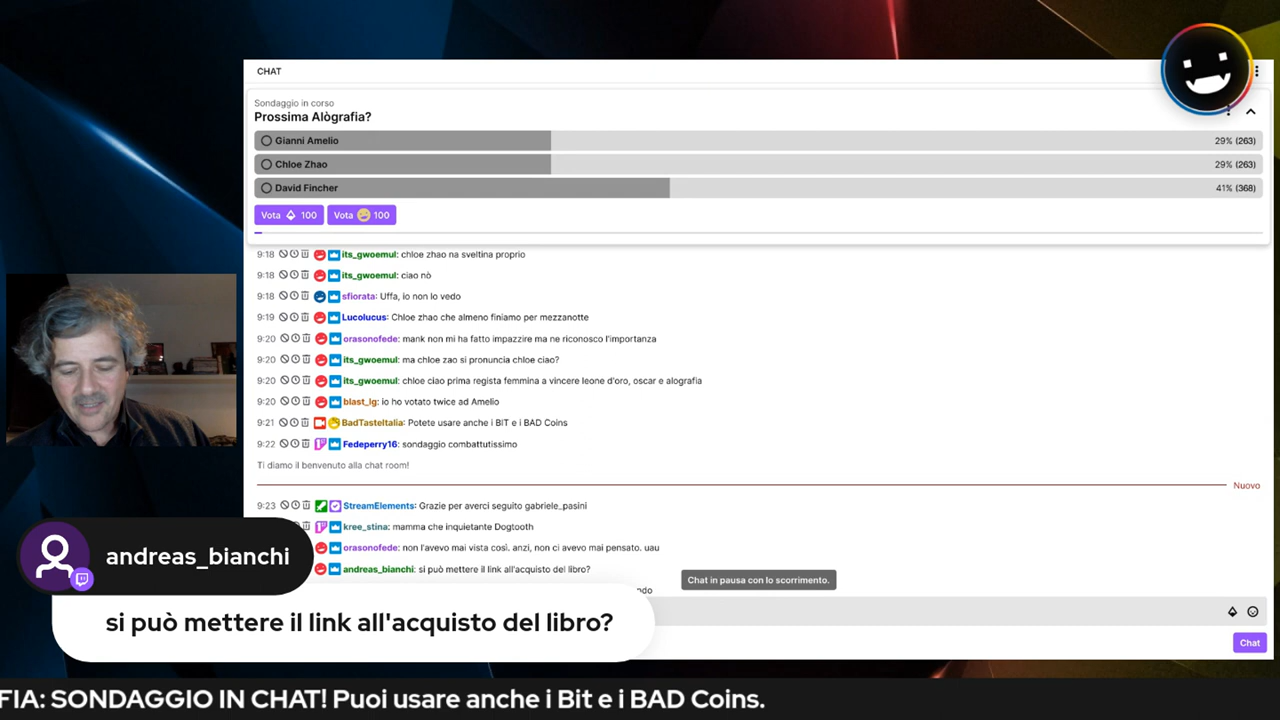 CHAT
Sondaggio in corso
Prossima Alògrafia?
Gianni Amelio 29% (263)
Chloe Zhao 29% (263)
David Fincher 41% (368)
Vota 100 Vota 100
9:18 its_gwoemul: chloe zhao na sveltina proprio
9:18 its_gwoemul: ciao nò
9:18 sfiorata: Uffa, io non lo vedo
9:19 Lucolucus: Chloe zhao che almeno finiamo per mezzanotte
9:20 orasonofede: mank non mi ha fatto impazzire ma ne riconosco l'importanza
9:20 its_gwoemul: ma chloe zao si pronuncia chloe ciao?
9:20 its_gwoemul: chloe ciao prima regista femmina a vincere leone d'oro, oscar e alografia
9:20 blast_lg: io ho votato twice ad Amelio
9:21 BadTasteItalia: Potete usare anche i BIT e i BAD Coins
9:22 Fedeperry16: sondaggio combattutissimo
Ti diamo il benvenuto alla chat room!
Nuovo
9:23 StreamElements: Grazie per averci seguito gabriele_pasini
kree_stina: mamma che inquietante Dogtooth
orasonofede: non l'avevo mai vista così. anzi, non ci avevo mai pensato. uau
andreas_bianchi: si può mettere il link all'acquisto del libro?
ndo
Chat in pausa con lo scorrimento.
Chat
andreas_bianchi
si può mettere il link all'acquisto del libro?
FIA: SONDAGGIO IN CHAT! Puoi usare anche i Bit e i BAD Coins.